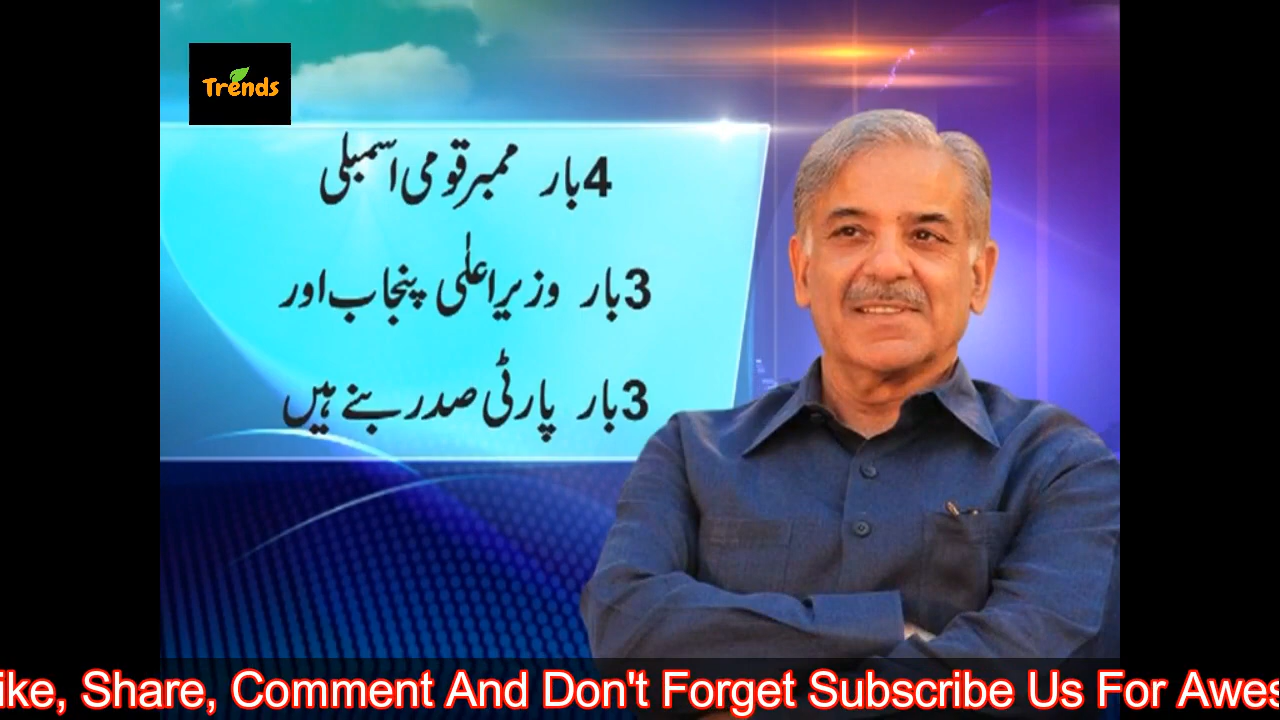 Trends
4بار ممبر قومی اسمبلی
3بار وزیراعلٰی پنجاب اور
3بار پارٹی صدر بنے ہیں
ike, Share, Comment And Don't Forget Subscribe Us For Awes